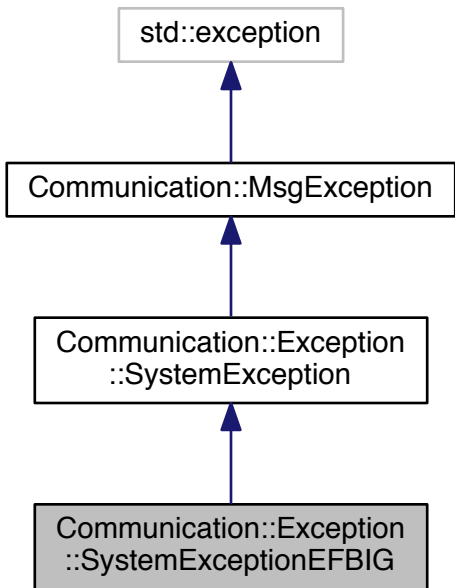 std::exception
Communication::MsgException
Communication::Exception
::SystemException
Communication::Exception
::SystemExceptionEFBIG